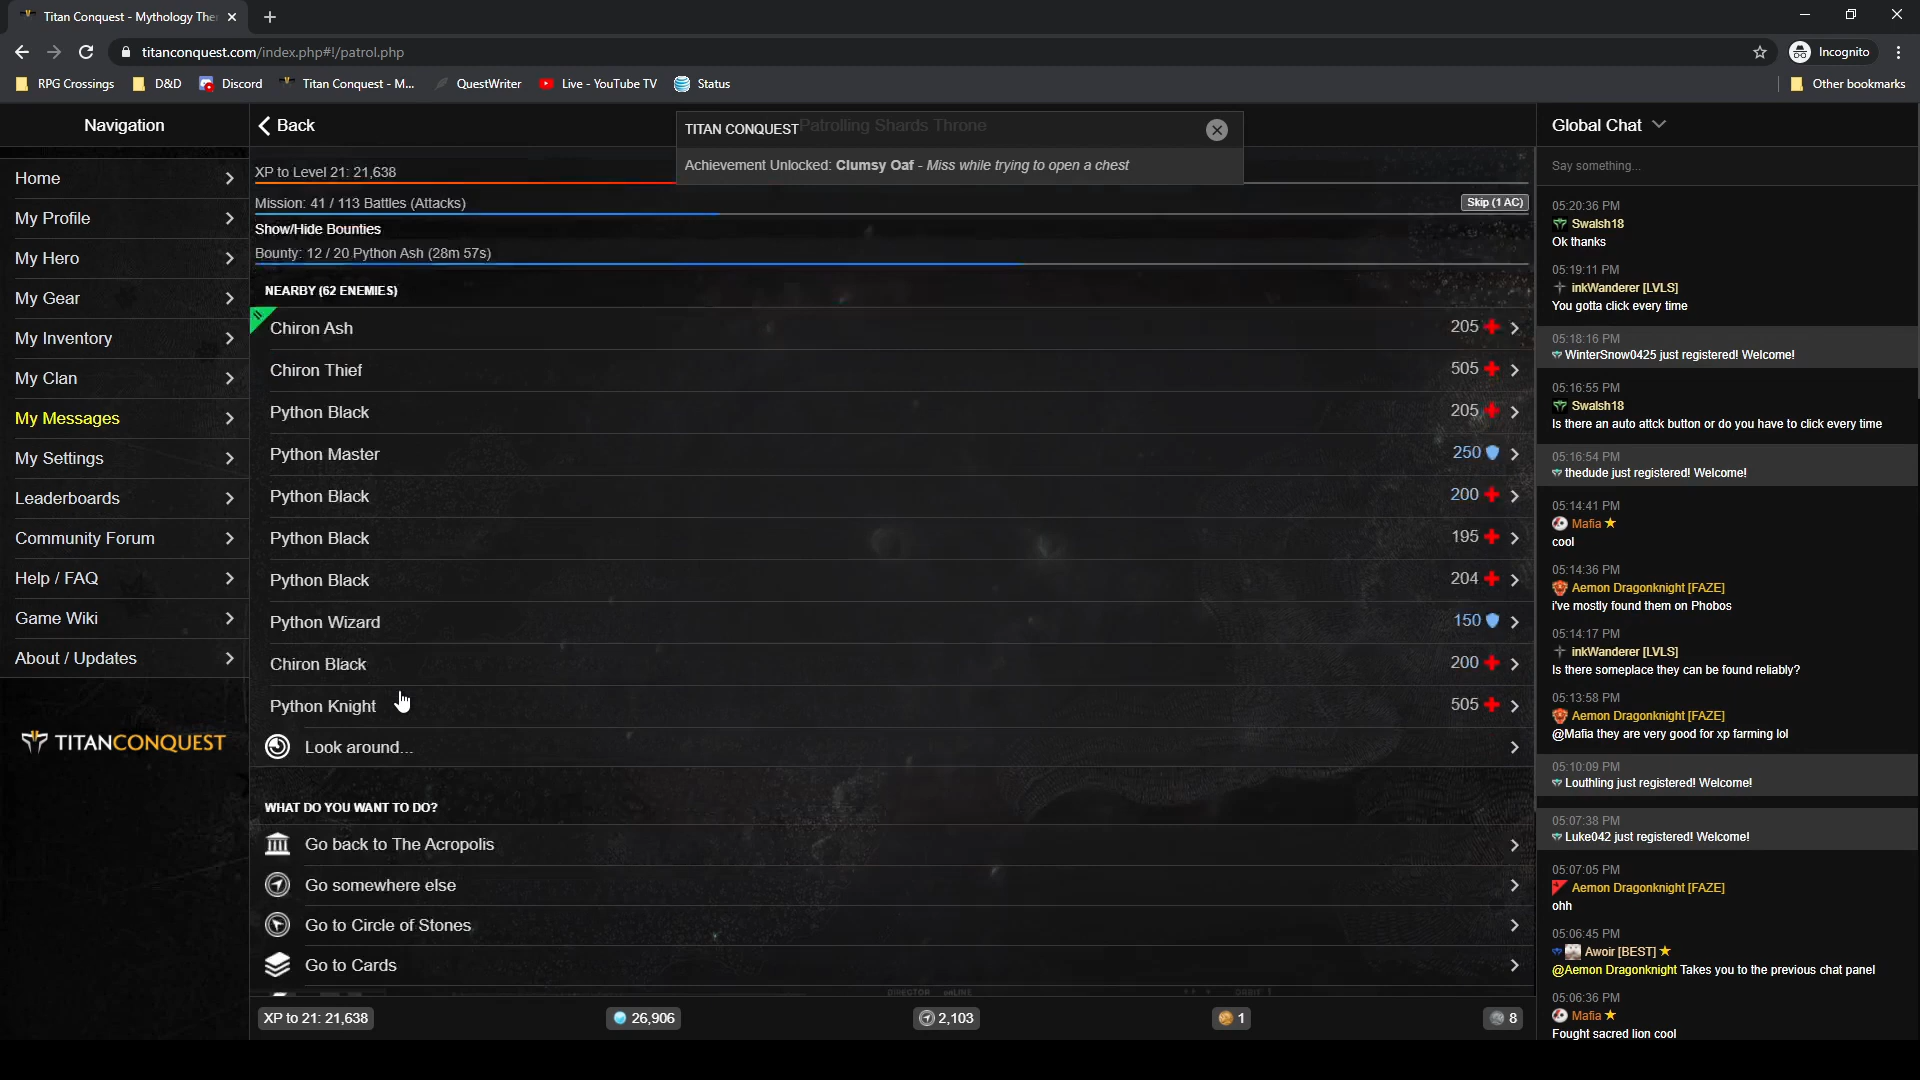 Titan Conquest - Mythology The
titanconquest.com/index.php#!/patrol.php
Incognito
RPG Crossings
D&D
Discord
Titan Conquest - M...
QuestWriter
Live - YouTube TV
Status
Other bookmarks
Navigation
Home
My Profile
My Hero
My Gear
My Inventory
My Clan
My Messages
My Settings
Leaderboards
Community Forum
Help / FAQ
Game Wiki
About / Updates
TITANCONQUEST
Back
Patrolling Shards Throne
TITAN CONQUEST
Achievement Unlocked: Clumsy Oaf - Miss while trying to open a chest
XP to Level 21: 21,638
Mission: 41 / 113 Battles (Attacks)
Skip (1 AC)
Show/Hide Bounties
Bounty: 12 / 20 Python Ash (28m 57s)
NEARBY (62 ENEMIES)
Chiron Ash 205
Chiron Thief 505
Python Black 205
Python Master 250
Python Black 200
Python Black 195
Python Black 204
Python Wizard 150
Chiron Black 200
Python Knight 505
Look around...
WHAT DO YOU WANT TO DO?
Go back to The Acropolis
Go somewhere else
Go to Circle of Stones
Go to Cards
XP to 21: 21,638
26,906
2,103
1
8
Global Chat
Say something...
05:20:36 PM
Swalsh18
Ok thanks
05:19:11 PM
inkWanderer [LVLS]
You gotta click every time
05:18:16 PM
WinterSnow0425 just registered! Welcome!
05:16:55 PM
Swalsh18
Is there an auto attck button or do you have to click every time
05:16:54 PM
thedude just registered! Welcome!
05:14:41 PM
Mafia
cool
05:14:36 PM
Aemon Dragonknight [FAZE]
i've mostly found them on Phobos
05:14:17 PM
inkWanderer [LVLS]
Is there someplace they can be found reliably?
05:13:58 PM
Aemon Dragonknight [FAZE]
@Mafia they are very good for xp farming lol
05:10:09 PM
Louthling just registered! Welcome!
05:07:38 PM
Luke042 just registered! Welcome!
05:07:05 PM
Aemon Dragonknight [FAZE]
ohh
05:06:45 PM
Awoir [BEST]
@Aemon Dragonknight Takes you to the previous chat panel
05:06:36 PM
Mafia
Fought sacred lion cool